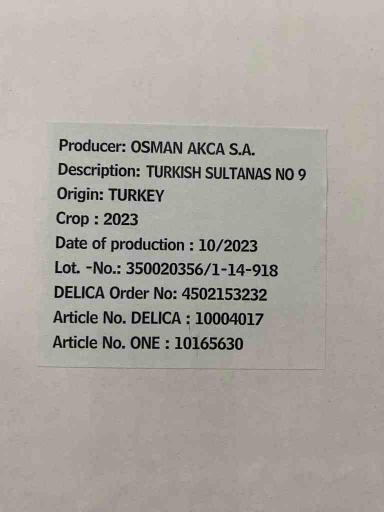 Producer: OSMAN AKCA S.A.
Description: TURKISH SULTANAS NO 9
Origin: TURKEY
Crop : 2023
Date of production : 10/2023
Lot. -No.: 350020356/1-14-918
DELICA Order No: 4502153232
Article No. DELICA : 10004017
Article No. ONE : 10165630